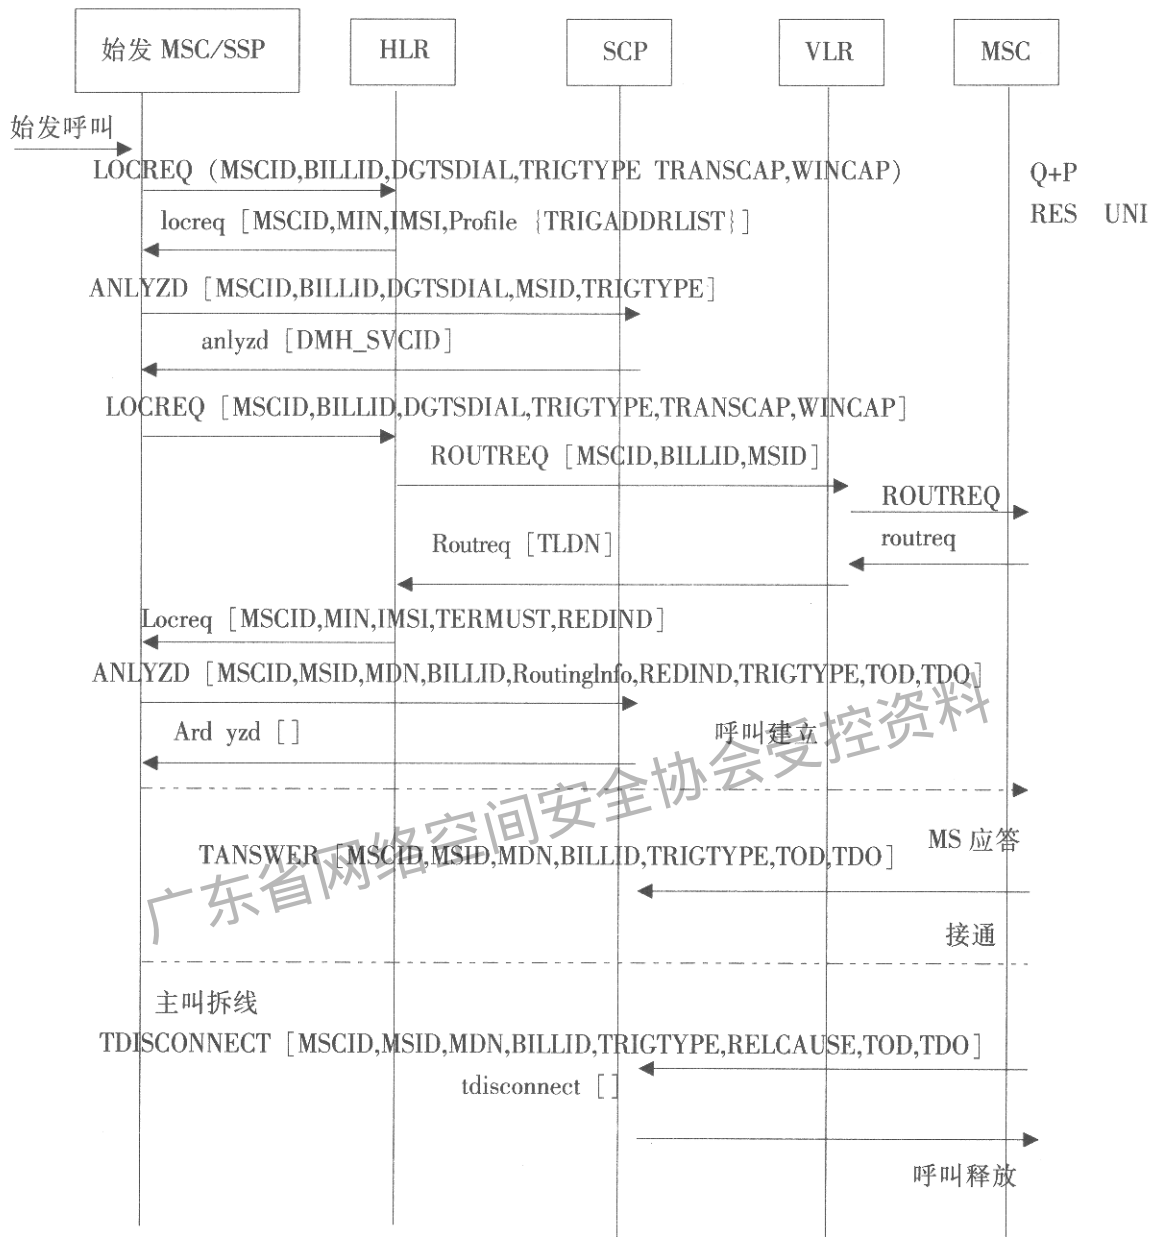 始发 MSC/SSP HLR SCP VLR MSC
始发呼叫
LOCREQ (MSCID,BILLID,DGTSDIAL,TRIGTYPE TRANSCAP,WINCAP) Q+P
locreq [MSCID,MIN,IMSI,Profile {TRIGADDRLIST}] RES UNI
ANLYZD [MSCID,BILLID,DGTSDIAL,MSID,TRIGTYPE]
anlyzd [DMH_SVCID]
LOCREQ [MSCID,BILLID,DGTSDIAL,TRIGTYPE,TRANSCAP,WINCAP]
ROUTREQ [MSCID,BILLID,MSID]
ROUTREQ
routreq
Routreq [TLDN]
Locreq [MSCID,MIN,IMSI,TERMUST,REDIND]
ANLYZD [MSCID,MSID,MDN,BILLID,RoutingInfo,REDIND,TRIGTYPE,TOD,TDO]
Ard yzd [] 呼叫建立
MS 应答
TANSWER [MSCID,MSID,MDN,BILLID,TRIGTYPE,TOD,TDO]
接通
主叫拆线
TDISCONNECT [MSCID,MSID,MDN,BILLID,TRIGTYPE,RELCAUSE,TOD,TDO]
tdisconnect []
呼叫释放
广东省网络空间安全协会受控资料